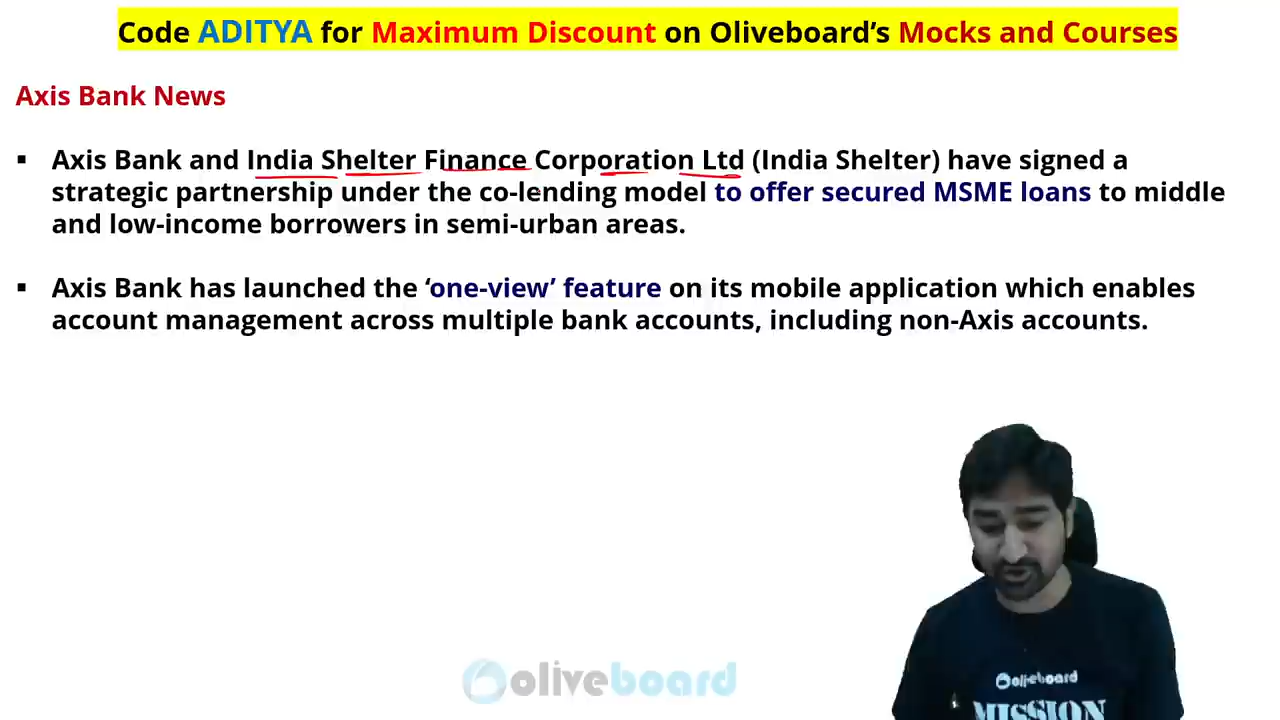 Code ADITYA for Maximum Discount on Oliveboard’s Mocks and Courses
Axis Bank News
▪ Axis Bank and India Shelter Finance Corporation Ltd (India Shelter) have signed a
strategic partnership under the co-lending model to offer secured MSME loans to middle
and low-income borrowers in semi-urban areas.
▪ Axis Bank has launched the ‘one-view’ feature on its mobile application which enables
account management across multiple bank accounts, including non-Axis accounts.
oliveboard
MISSION
oliveboard